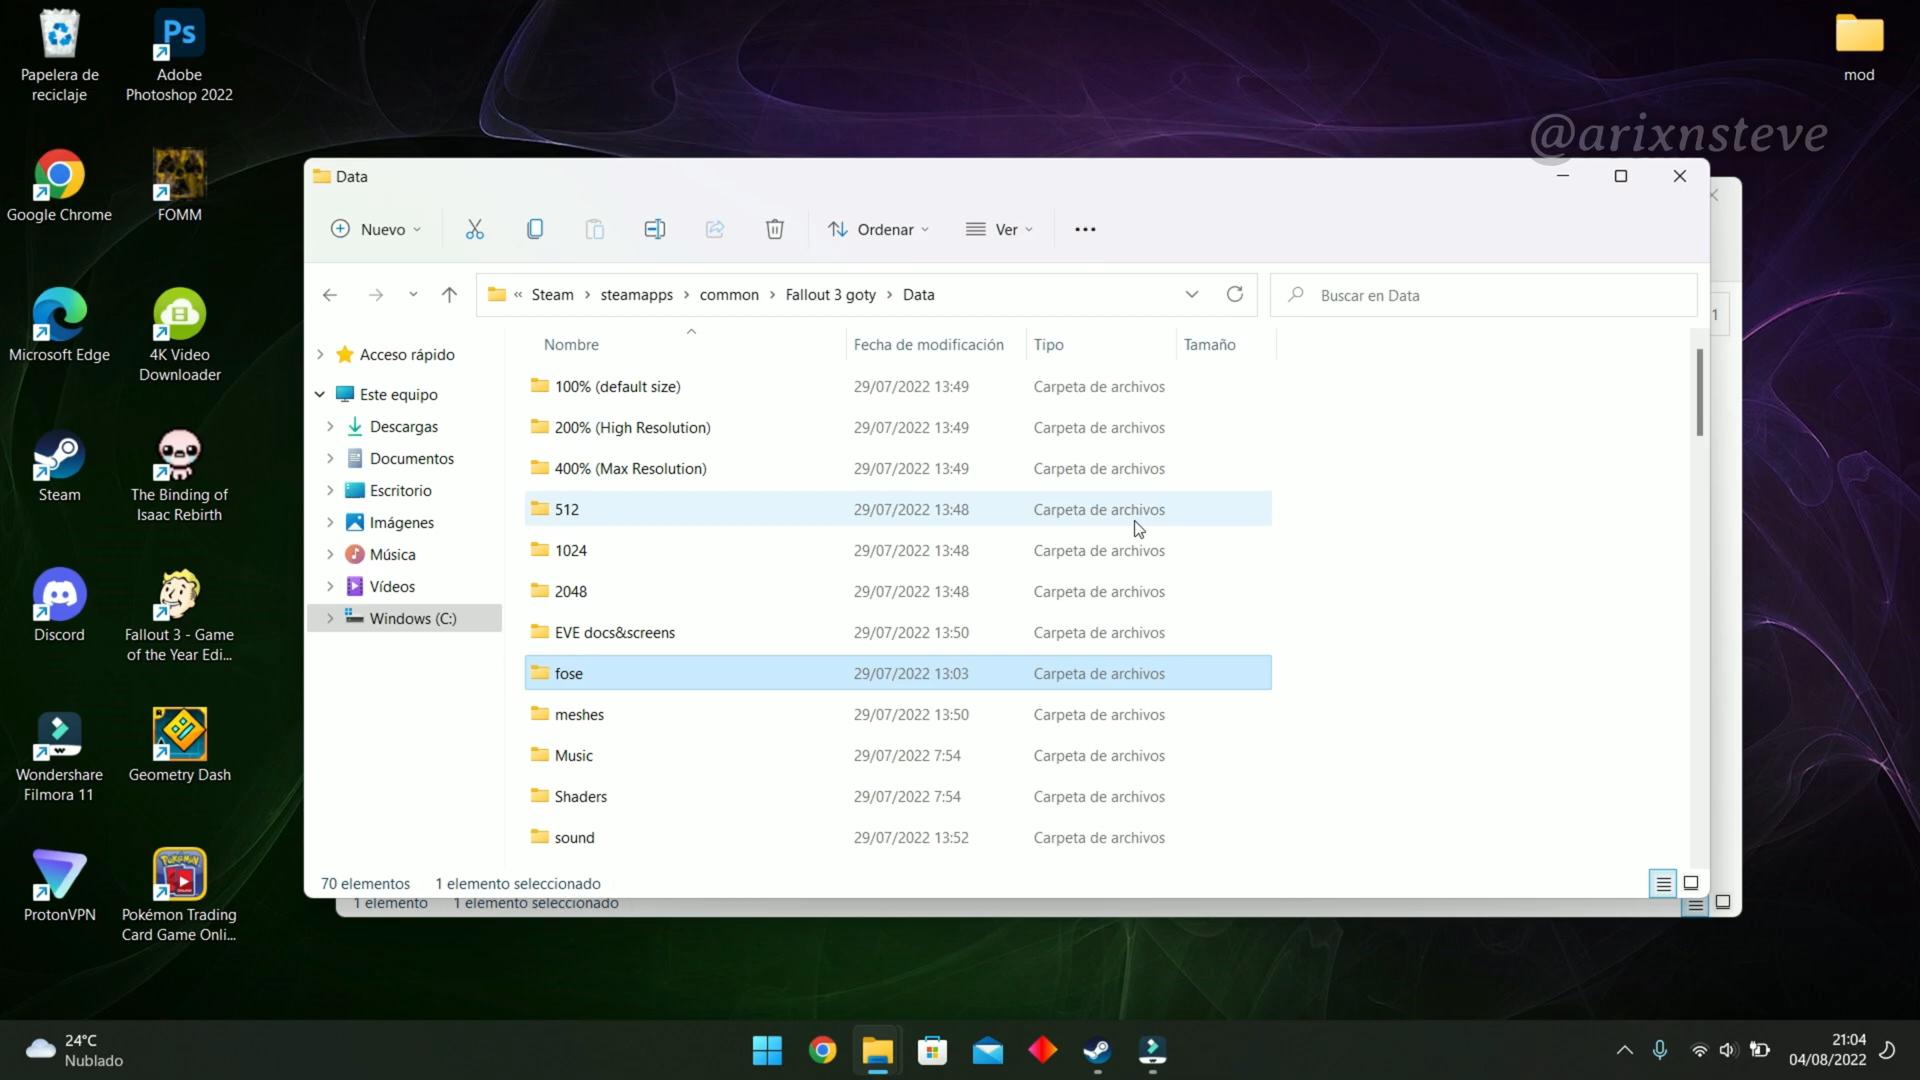 Papelera de
reciclaje
Ps
Adobe
Photoshop 2022
mod
@arixnsteve
Google Chrome
FOMM
Microsoft Edge
4K Video
Downloader
Steam
The Binding of
Isaac Rebirth
Discord
Fallout 3 - Game
of the Year Edi...
Wondershare
Filmora 11
Geometry Dash
ProtonVPN
Pokémon Trading
Card Game Onli...
Data
Nuevo
Ordenar
Ver
« Steam > steamapps > common > Fallout 3 goty > Data
Buscar en Data
1
Acceso rápido
Este equipo
Descargas
Documentos
Escritorio
Imágenes
Música
Vídeos
Windows (C:)
Nombre Fecha de modificación Tipo Tamaño
100% (default size) 29/07/2022 13:49 Carpeta de archivos
200% (High Resolution) 29/07/2022 13:49 Carpeta de archivos
400% (Max Resolution) 29/07/2022 13:49 Carpeta de archivos
512 29/07/2022 13:48 Carpeta de archivos
1024 29/07/2022 13:48 Carpeta de archivos
2048 29/07/2022 13:48 Carpeta de archivos
EVE docs&screens 29/07/2022 13:50 Carpeta de archivos
fose 29/07/2022 13:03 Carpeta de archivos
meshes 29/07/2022 13:50 Carpeta de archivos
Music 29/07/2022 7:54 Carpeta de archivos
Shaders 29/07/2022 7:54 Carpeta de archivos
sound 29/07/2022 13:52 Carpeta de archivos
70 elementos 1 elemento seleccionado
1 elemento 1 elemento seleccionado
24°C
Nublado
21:04
04/08/2022